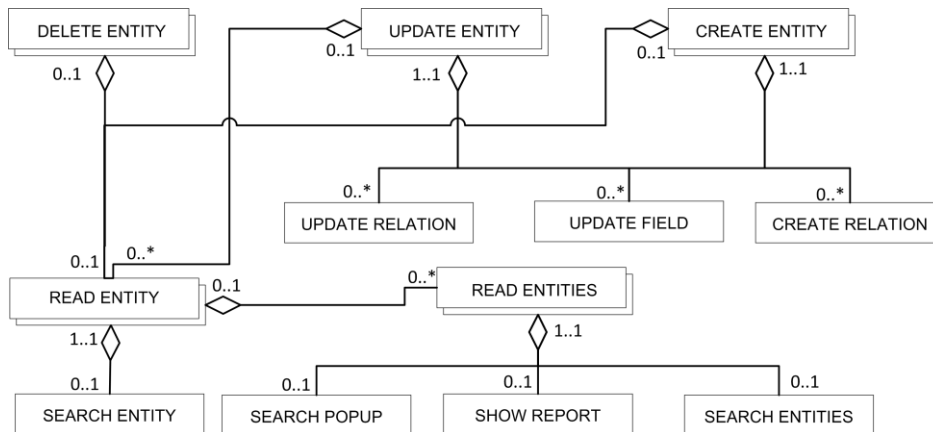 DELETE ENTITY
UPDATE ENTITY
CREATE ENTITY
0..1
0..1
0..1
1..1
1..1
0..*
0..*
0..*
UPDATE RELATION
UPDATE FIELD
CREATE RELATION
0..1
0..*
READ ENTITY
0..1
0..*
READ ENTITIES
1..1
1..1
0..1
0..1
0..1
0..1
SEARCH ENTITY
SEARCH POPUP
SHOW REPORT
SEARCH ENTITIES